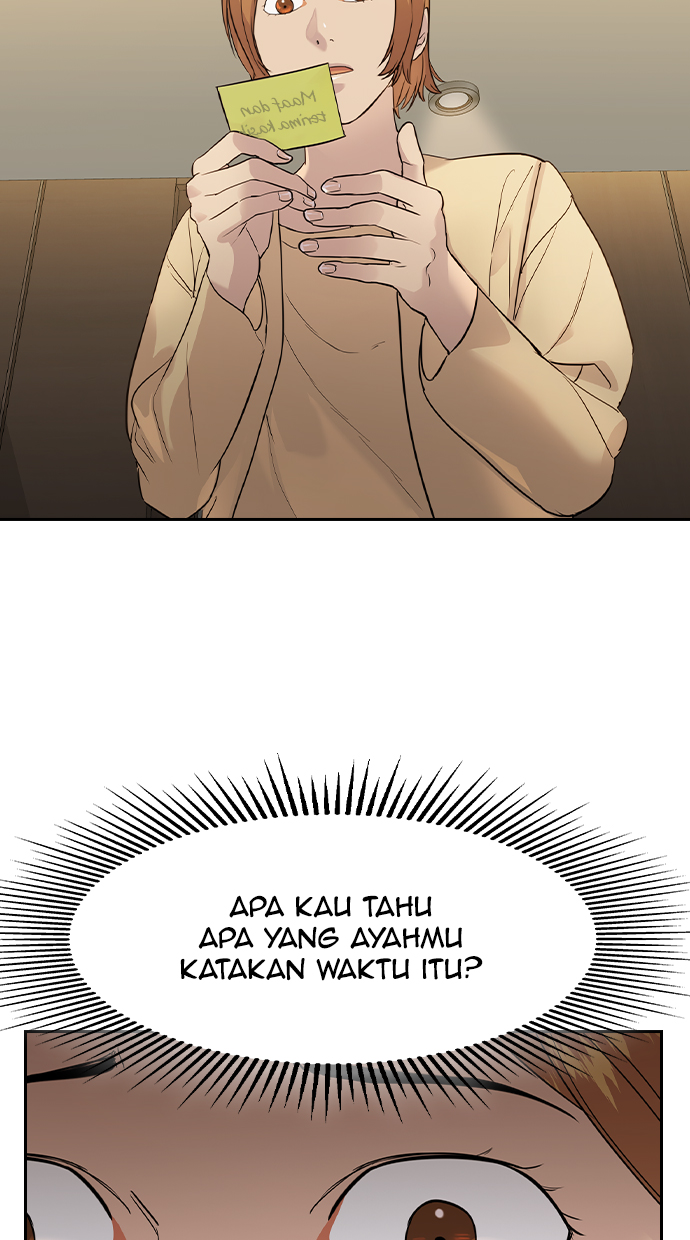 Maaf dan
terima kasih
APA KAU TAHU
APA YANG AYAHMU
KATAKAN WAKTU ITU?